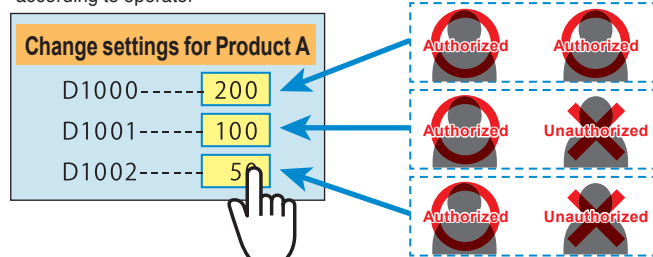 according to operator
Change settings for Product A
D1000-----200
D1001-----100
D1002-----50
Authorized Authorized
Authorized Unauthorized
Authorized Unauthorized